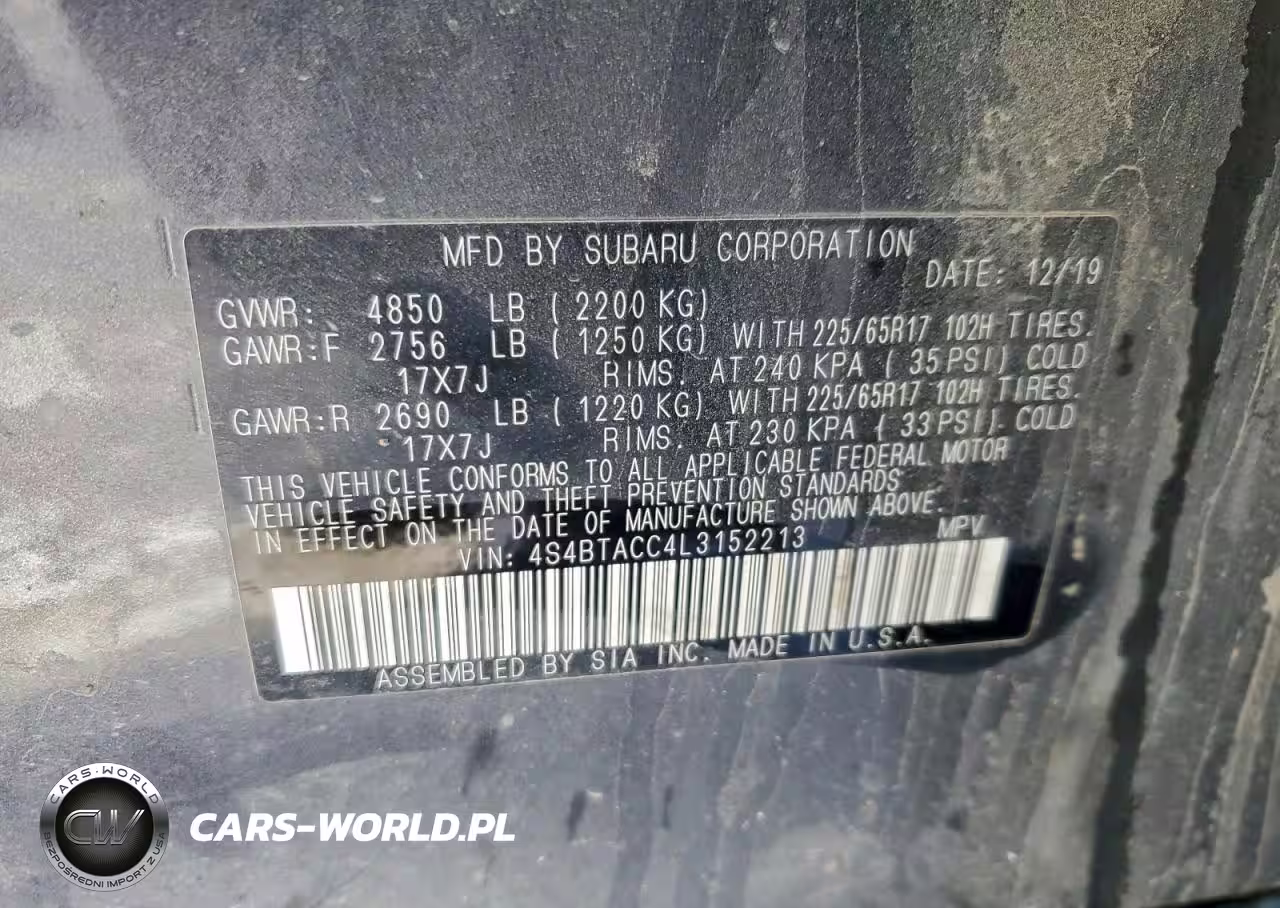 MFD BY SUBARU CORPORATION
DATE: 12/19
GVWR: 4850 LB ( 2200 KG)
GAWR:F 2756 LB ( 1250 KG) WITH 225/65R17 102H TIRES.
17X7J RIMS. AT 240 KPA ( 35 PSI) COLD
GAWR:R 2690 LB ( 1220 KG) WITH 225/65R17 102H TIRES.
17X7J RIMS. AT 230 KPA ( 33 PSI) COLD
THIS VEHICLE CONFORMS TO ALL APPLICABLE FEDERAL MOTOR
VEHICLE SAFETY AND THEFT PREVENTION STANDARDS
IN EFFECT ON THE DATE OF MANUFACTURE SHOWN ABOVE.
VIN: 4S4BTACC4L3152213 MPV
ASSEMBLED BY SIA INC. MADE IN U.S.A.
CARS-WORLD
CW
BEZPOŚREDNI IMPORT Z USA
CARS-WORLD.PL